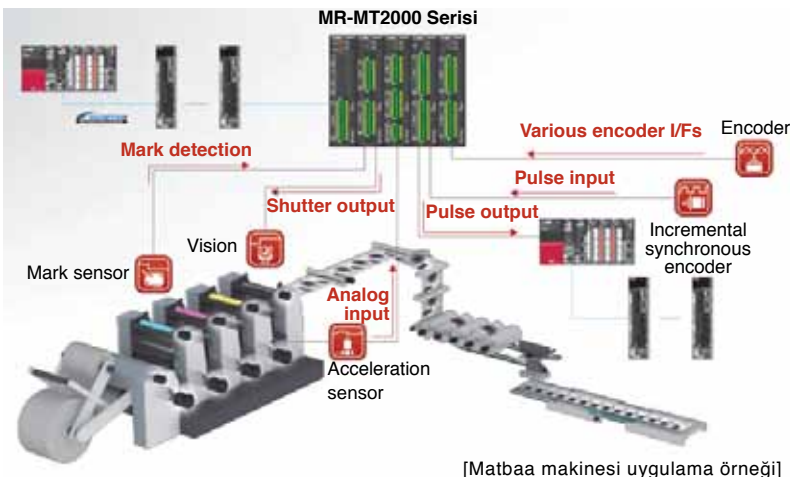 MR-MT2000 Serisi
Mark detection
Various encoder I/Fs
Encoder
Shutter output
Pulse input
Pulse output
Vision
Incremental
synchronous
encoder
Mark sensor
Analog
input
Acceleration
sensor
[Matbaa makinesi uygulama örneği]